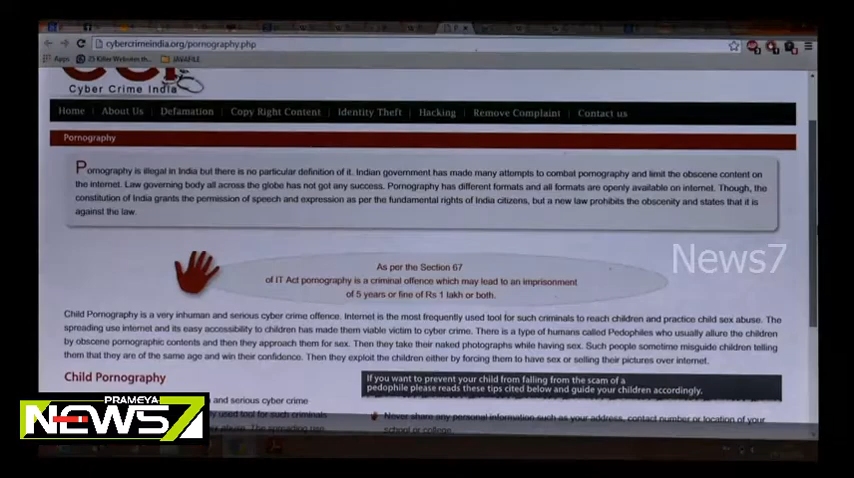 cybercrimeindia.org/pornography.php
Apps 25 Killer Websites th... JAVAFILE
Cyber Crime India
Home About Us Defamation Copy Right Content Identity Theft Hacking Remove Complaint Contact us
Pornography
Pornography is illegal in India but there is no particular definition of it. Indian government has made many attempts to combat pornography and limit the obscene content on
the Internet. Law governing body all across the globe has not got any success. Pornography has different formats and all formats are openly available on internet. Though, the
constitution of India grants the permission of speech and expression as per the fundamental rights of India citizens, but a new law prohibits the obscenity and states that it is
against the law.
News7
As per the Section 67
of IT Act pornography is a criminal offence which may lead to an imprisonment
of 5 years or fine of Rs 1 lakh or both.
Child Pornography is a very inhuman and serious cyber crime offence. Internet is the most frequently used tool for such criminals to reach children and practice child sex abuse. The
spreading use internet and its easy accessibility to children has made them viable victim to cyber crime. There is a type of humans called Pedophiles who usually allure the children
by obscene pornographic contents and then they approach them for sex. Then they take their naked photographs while having sex. Such people sometime misguide children telling
them that they are of the same age and win their confidence. Then they exploit the children either by forcing them to have sex or selling their pictures over internet.
Child Pornography
If you want to prevent your child from falling from the scam of a
pedophile please reads these tips cited below and guide your children accordingly.
and serious cyber crime
used tool for such criminals
abuse. The spreading use
Never share any personal information such as your address, contact number or location of your
school or college.
PRAMEYA
NEWS7